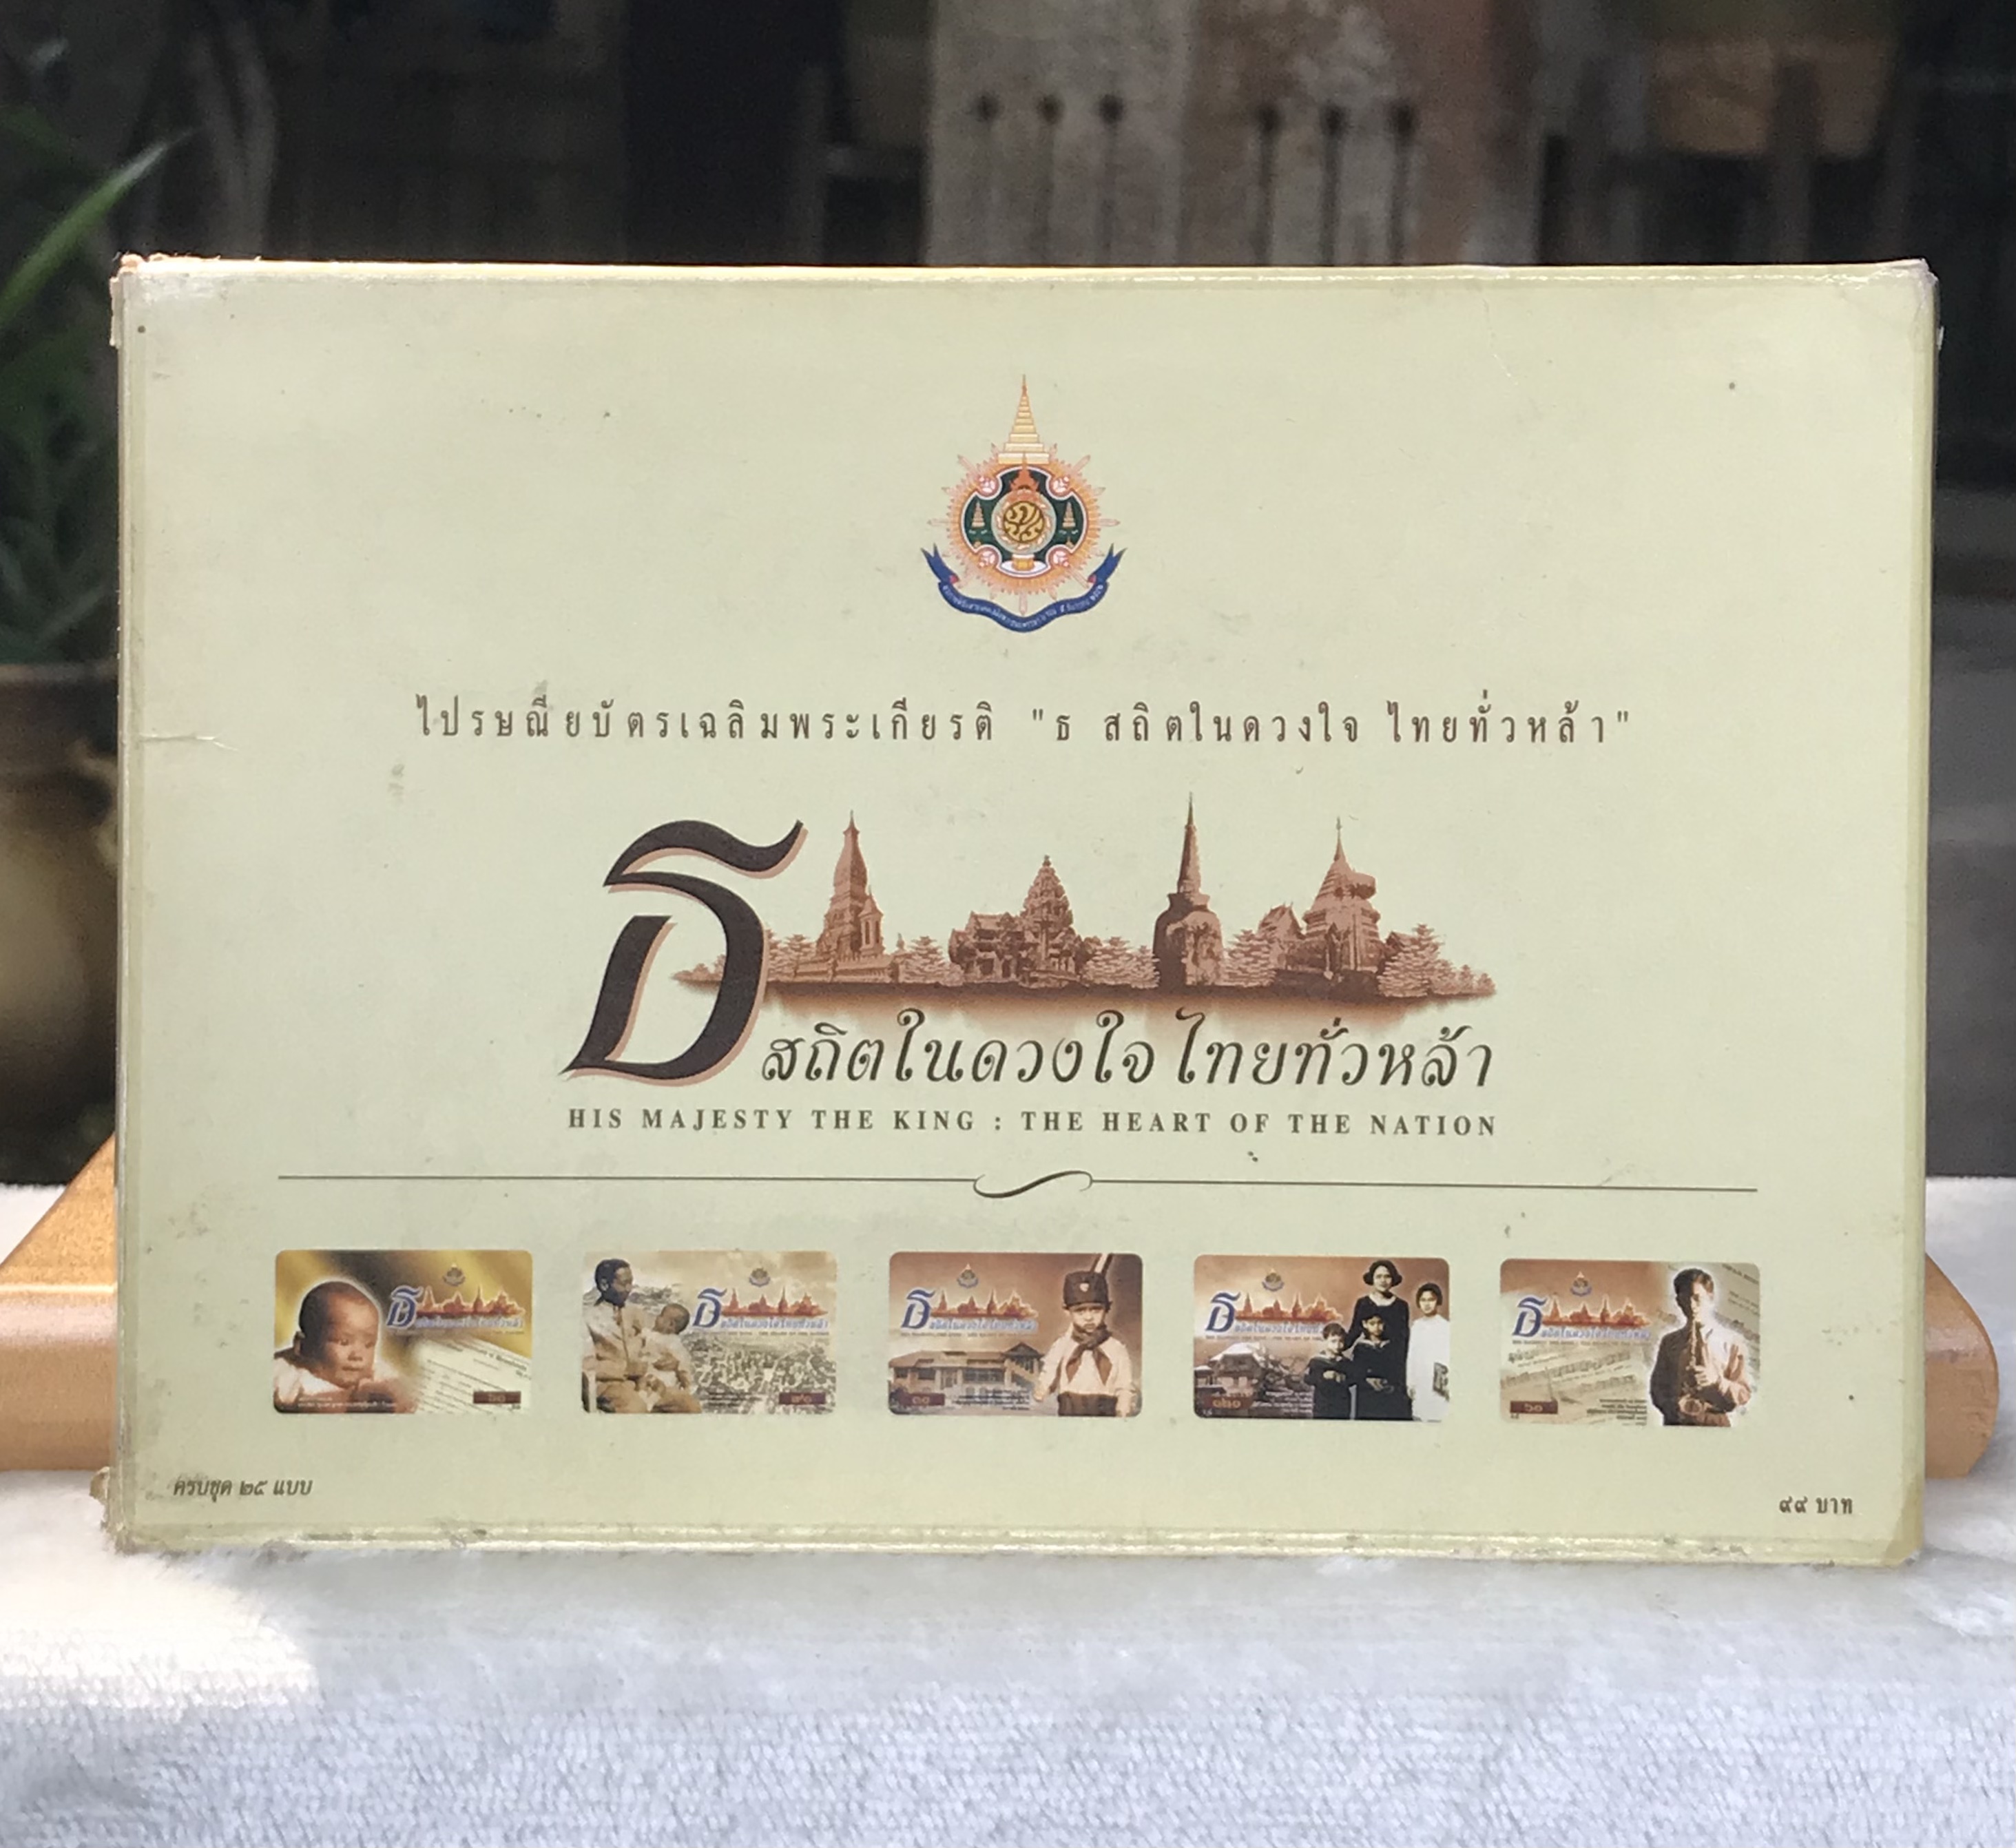 ไปรษณียบัตรเฉลิมพระเกียรติ "ธ สถิตในดวงใจ ไทยทั่วหล้า"
ธ สถิตในดวงใจ ไทยทั่วหล้า
HIS MAJESTY THE KING : THE HEART OF THE NATION
ครบชุด ๒๕ แบบ
๙๙ บาท